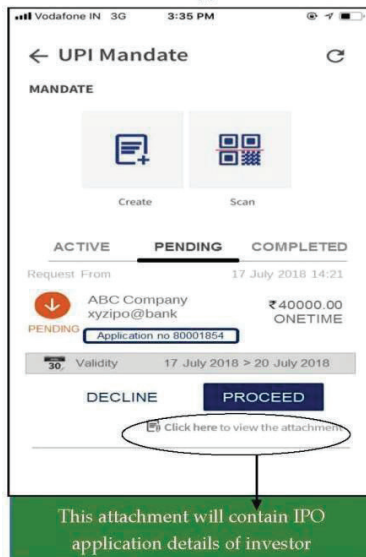 Vodafone IN 3G 3:35 PM
← UPI Mandate
MANDATE
Create Scan
ACTIVE PENDING COMPLETED
Request From 17 July 2018 14:21
ABC Company ₹40000.00
xyzipo@bank ONETIME
PENDING Application no 80001854
30 Validity 17 July 2018 > 20 July 2018
DECLINE PROCEED
Click here to view the attachment
This attachment will contain IPO
application details of investor